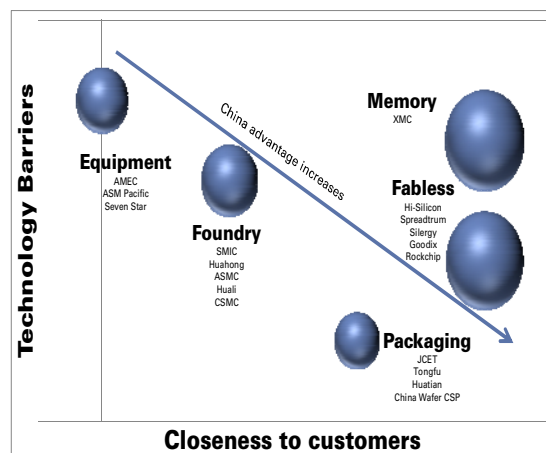 Technology Barriers
Equipment
AMEC
ASM Pacific
Seven Star
Foundry
SMIC
Huahong
ASMC
Huali
CSMC
China advantage increases
Memory
XMC
Fabless
Hi-Silicon
Spreadtrum
Silergy
Goodix
Rockchip
Packaging
JCET
Tongfu
Huatian
China Wafer CSP
Closeness to customers